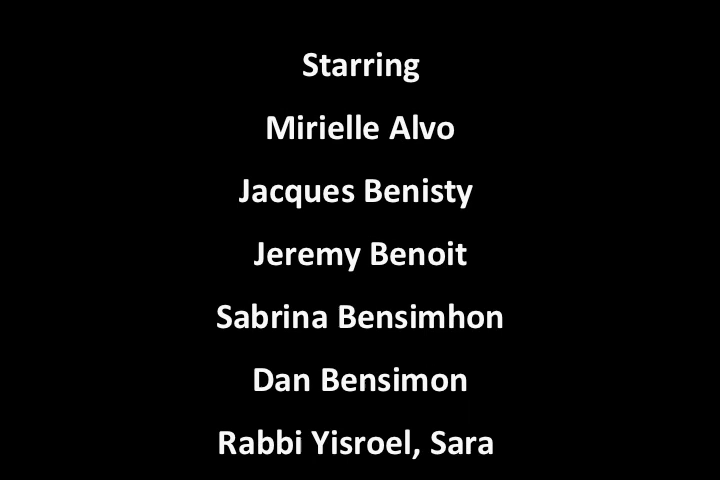 Starring
Mirielle Alvo
Jacques Benisty
Jeremy Benoit
Sabrina Bensimhon
Dan Bensimon
Rabbi Yisroel, Sara